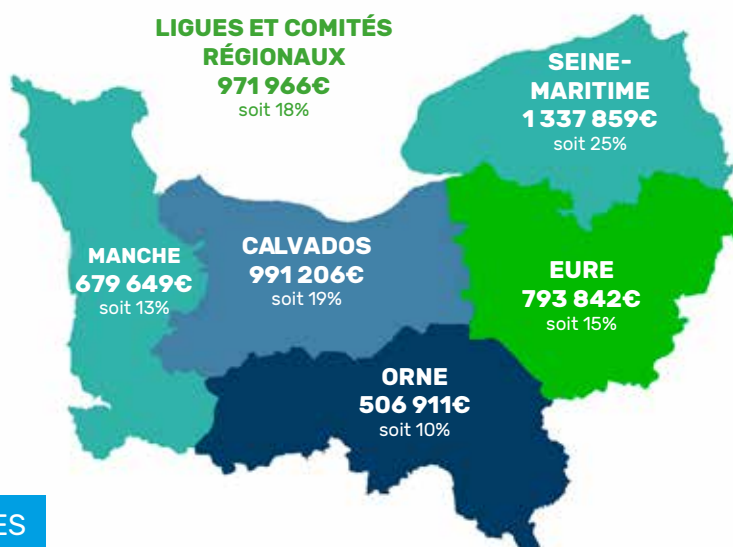 LIGUES ET COMITÉS
RÉGIONAUX
971 966€
soit 18%
SEINE-
MARITIME
1 337 859€
soit 25%
MANCHE
679 649€
soit 13%
CALVADOS
991 206€
soit 19%
EURE
793 842€
soit 15%
ORNE
506 911€
soit 10%
ES